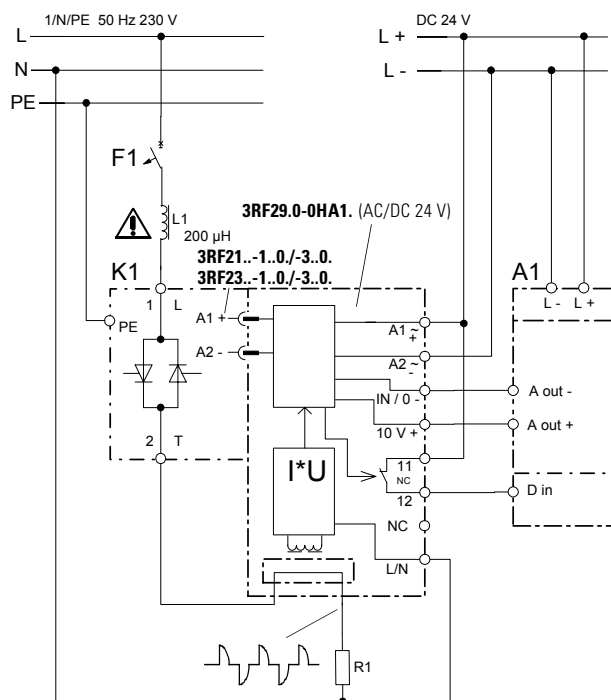 1/N/PE 50 Hz 230 V
DC 24 V
L
L +
N
L -
PE
F1
L1
200 µH
3RF29.0-0HA1. (AC/DC 24 V)
3RF21..-1..0./-3..0.
3RF23..-1..0./-3..0.
K1
A1
1 L
L - L +
PE
A1 +
A1 ~
+
A2 -
A2 ~
-
IN / 0 -
A out -
10 V +
A out +
2 T
I*U
11
NC
12
D in
NC
L/N
R1